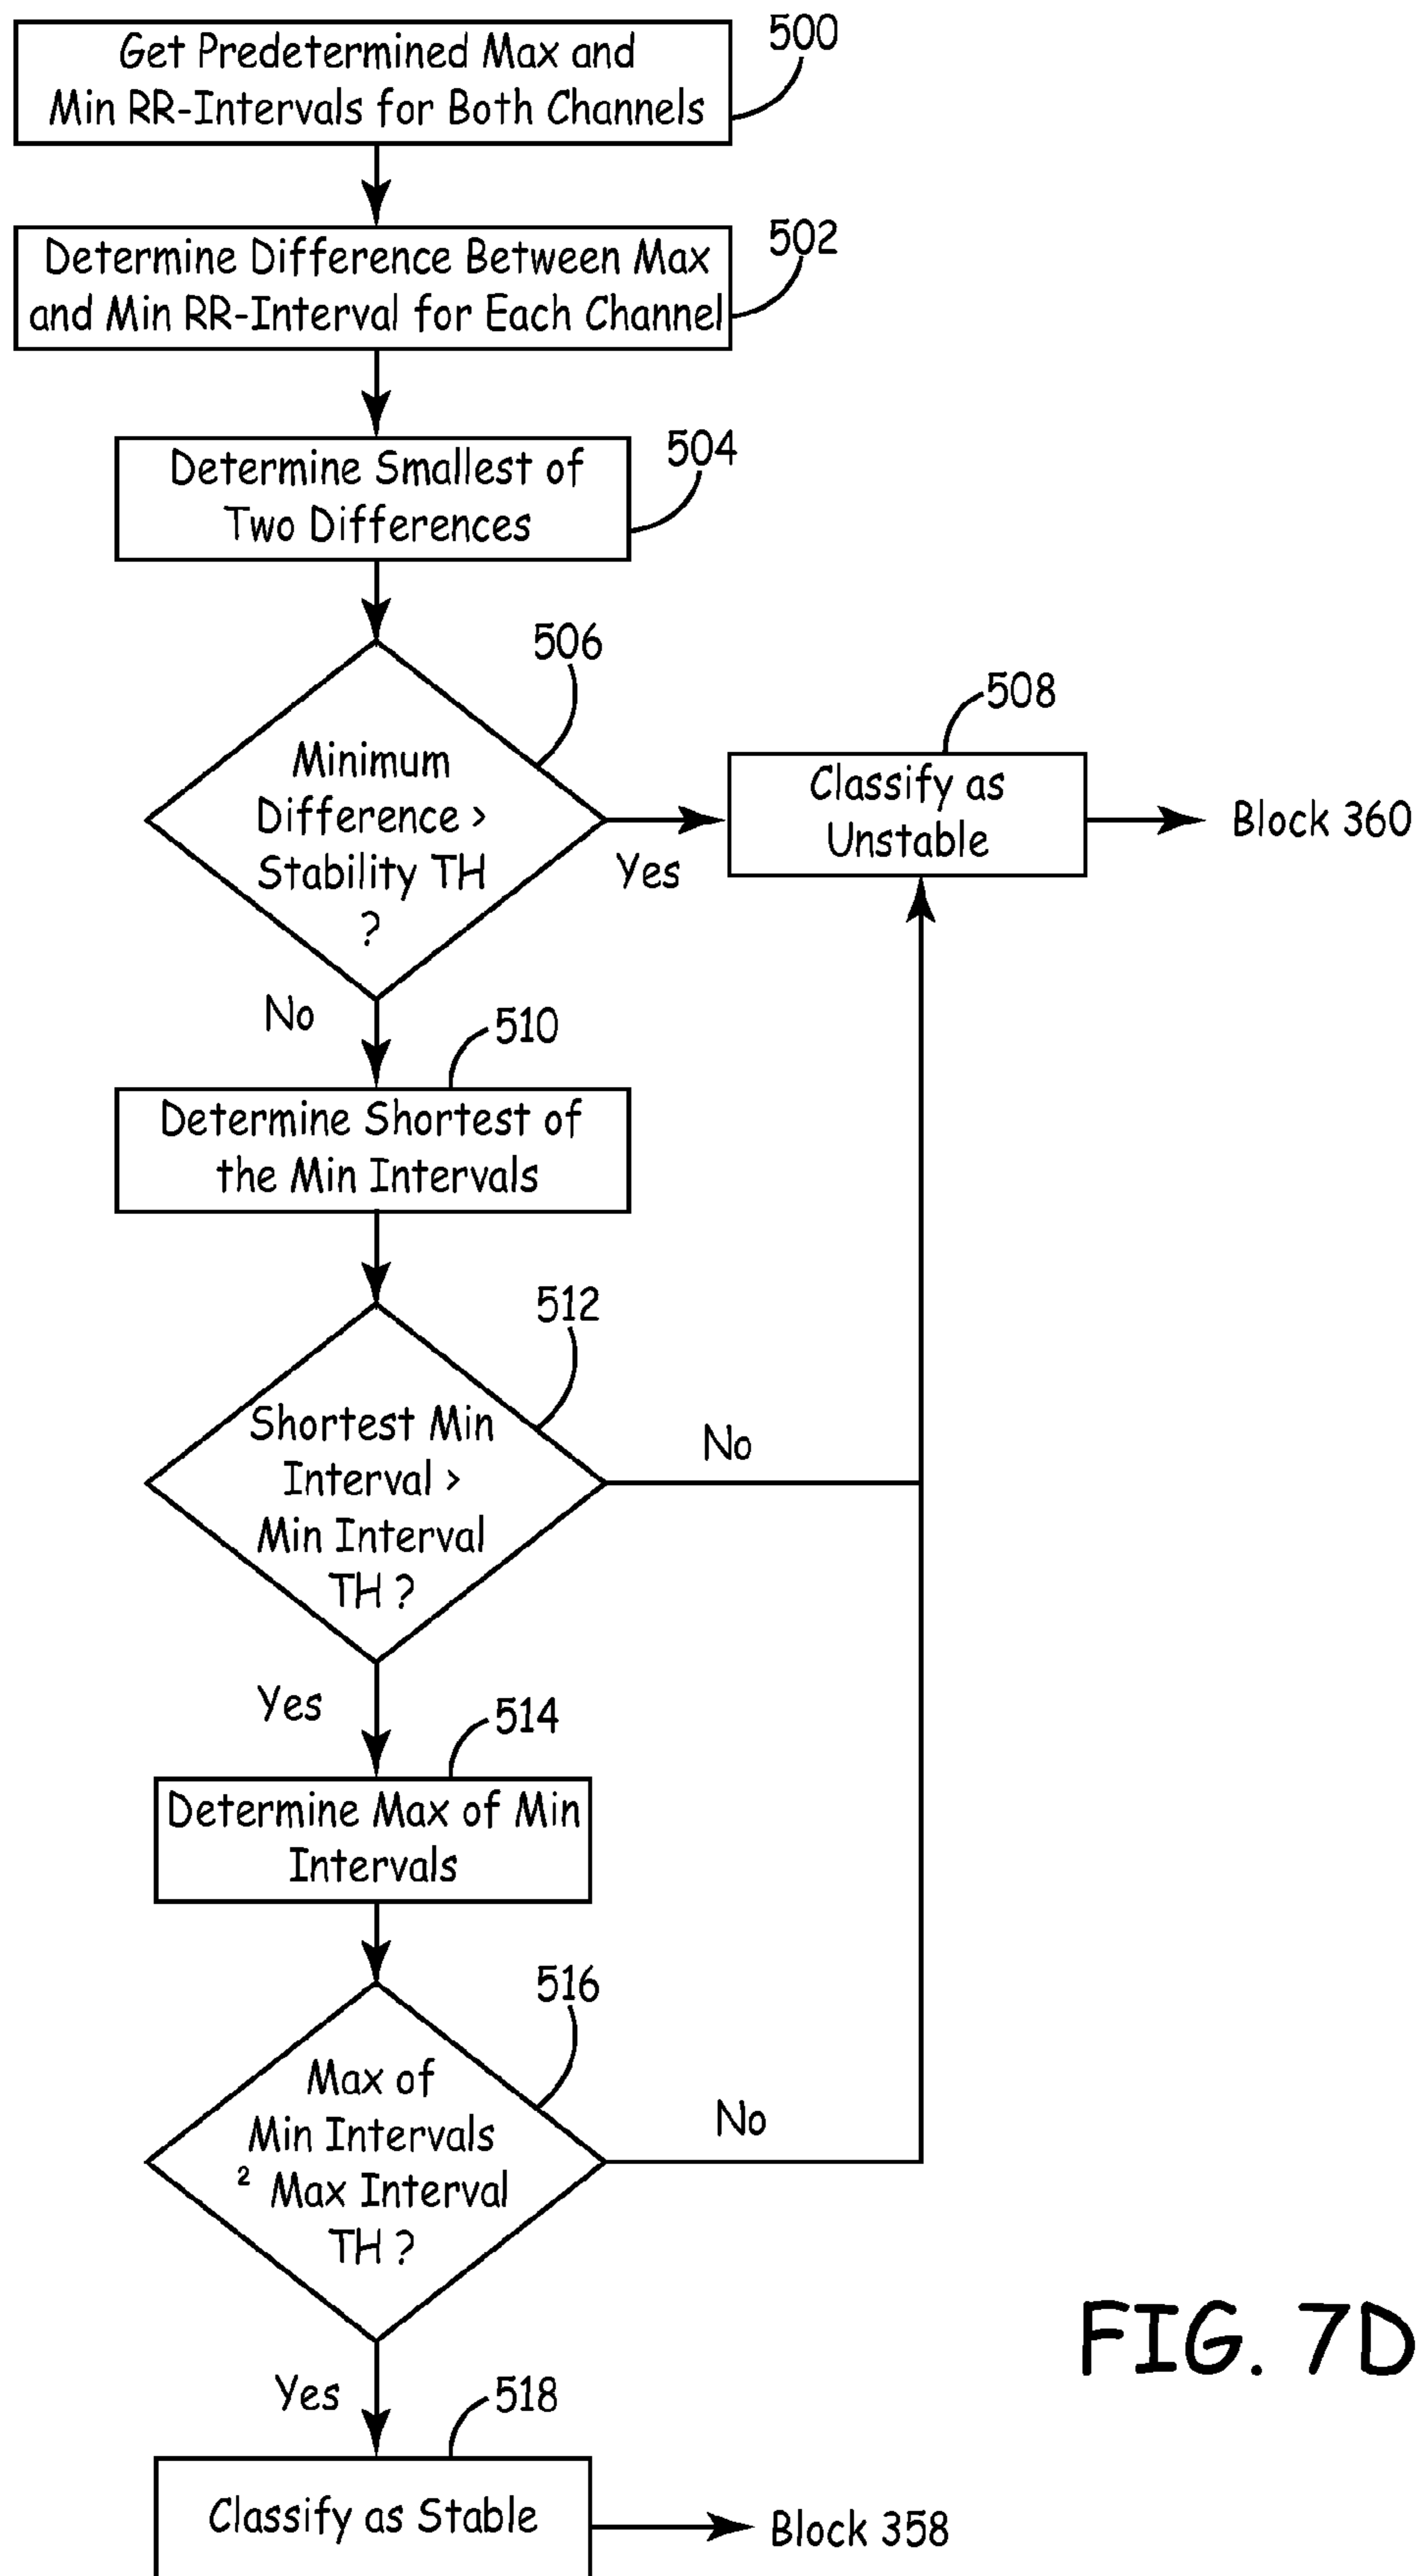 500
Get Predetermined Max and
Min RR-Intervals for Both Channels
502
Determine Difference Between Max
and Min RR-Interval for Each Channel
504
Determine Smallest of
Two Differences
506
Minimum
Difference >
Stability TH
?
Yes
508
Classify as
Unstable
Block 360
No
510
Determine Shortest of
the Min Intervals
512
Shortest Min
Interval >
Min Interval
TH ?
No
Yes
514
Determine Max of Min
Intervals
516
Max of
Min Intervals
² Max Interval
TH ?
No
Yes
518
Classify as Stable
Block 358
FIG. 7D